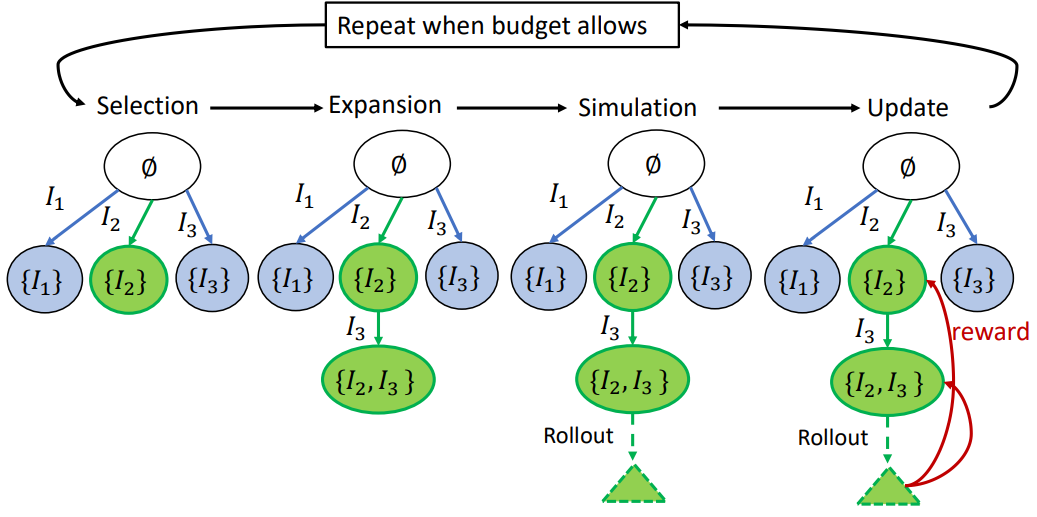 Repeat when budget allows
Selection
Expansion
Simulation
Update
∅
I₁
I₂
I₃
{I₁}
{I₂}
{I₃}
∅
I₁
I₂
I₃
{I₁}
{I₂}
{I₃}
I₃
{I₂, I₃ }
∅
I₁
I₂
I₃
{I₁}
{I₂}
{I₃}
I₃
{I₂, I₃ }
Rollout
∅
I₁
I₂
I₃
{I₁}
{I₂}
{I₃}
reward
I₃
{I₂, I₃ }
Rollout